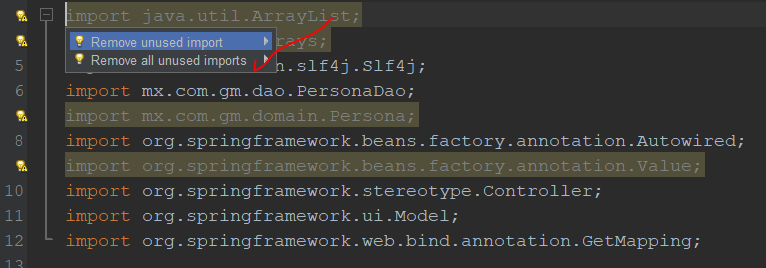 import java.util.ArrayList;
Remove unused import
rays;
Remove all unused imports
5 n.slf4j.Slf4j;
6 import mx.com.gm.dao.PersonaDao;
import mx.com.gm.domain.Persona;
8 import org.springframework.beans.factory.annotation.Autowired;
import org.springframework.beans.factory.annotation.Value;
10 import org.springframework.stereotype.Controller;
11 import org.springframework.ui.Model;
12 import org.springframework.web.bind.annotation.GetMapping;